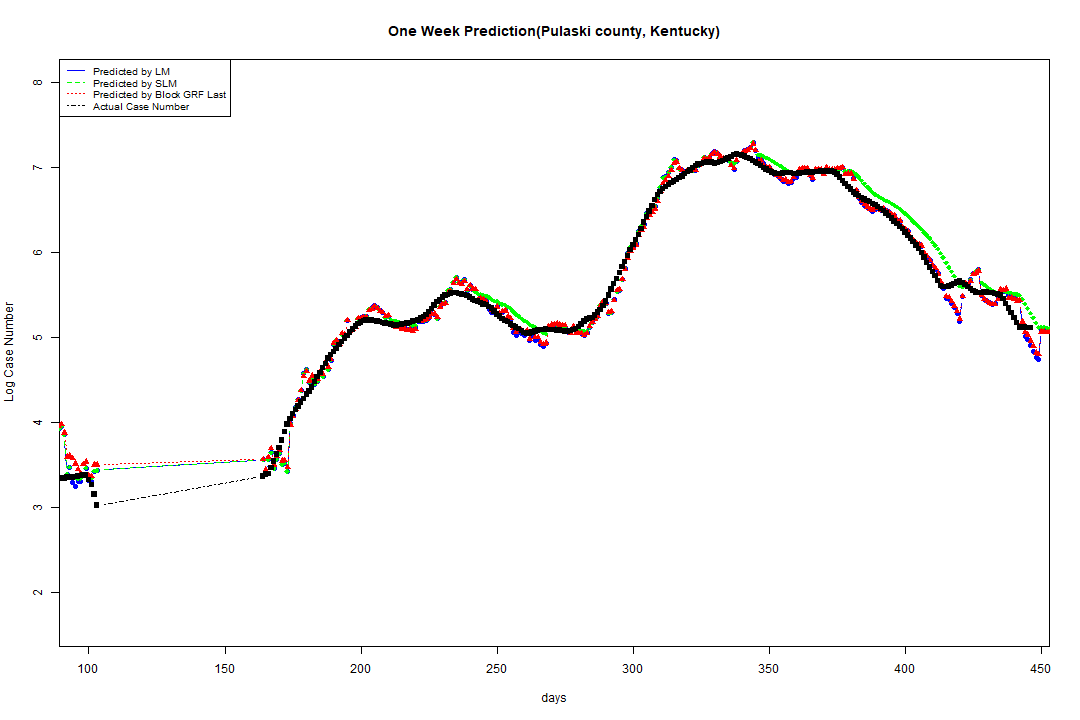 One Week Prediction(Pulaski county, Kentucky)
Predicted by LM
Predicted by SLM
Predicted by Block GRF Last
Actual Case Number
8
7
6
5
4
3
2
Log Case Number
100 150 200 250 300 350 400 450
days